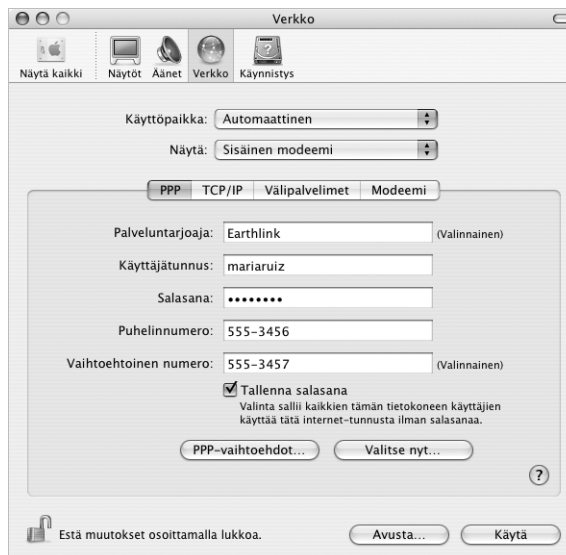 Verkko
Näytä kaikki Näytöt Äänet Verkko Käynnistys
Käyttöpaikka: Automaattinen
Näytä: Sisäinen modeemi
PPP TCP/IP Välipalvelimet Modeemi
Palveluntarjoaja: Earthlink (Valinnainen)
Käyttäjätunnus: mariaruiz
Salasana: ••••••••
Puhelinnumero: 555-3456
Vaihtoehtoinen numero: 555-3457 (Valinnainen)
Tallenna salasana
Valinta sallii kaikkien tämän tietokoneen käyttäjien
käyttää tätä internet-tunnusta ilman salasanaa.
PPP-vaihtoehdot... Valitse nyt...
?
Estä muutokset osoittamalla lukkoa. Avusta... Käytä